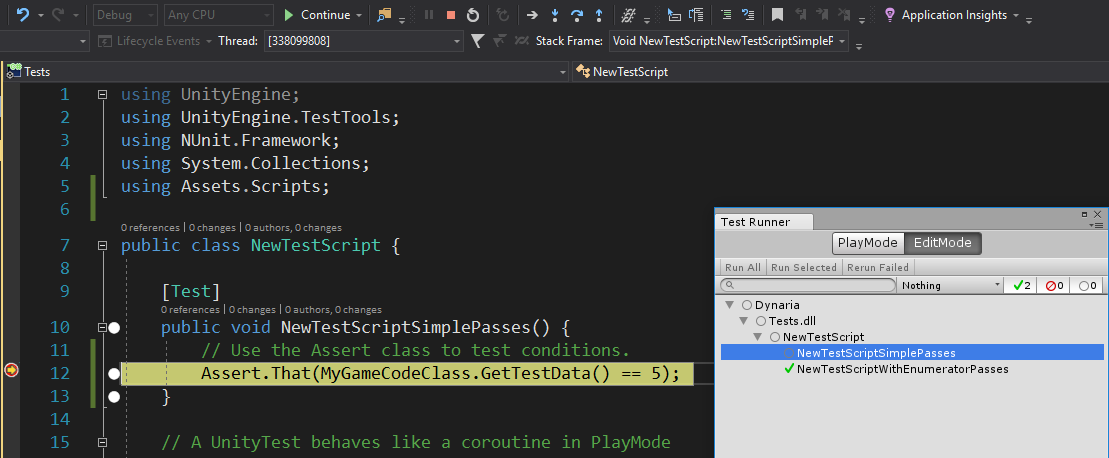 Debug Any CPU Continue Application Insights
Lifecycle Events Thread: [338099808] Stack Frame: Void NewTestScript:NewTestScriptSimpleP
Tests NewTestScript
1 using UnityEngine;
2 using UnityEngine.TestTools;
3 using NUnit.Framework;
4 using System.Collections;
5 using Assets.Scripts;
6
0 references | 0 changes | 0 authors, 0 changes
7 public class NewTestScript {
8
9 [Test]
0 references | 0 changes | 0 authors, 0 changes
10 public void NewTestScriptSimplePasses() {
11 // Use the Assert class to test conditions.
12 Assert.That(MyGameCodeClass.GetTestData() == 5);
13 }
14
15 // A UnityTest behaves like a coroutine in PlayMode
Test Runner
PlayMode EditMode
Run All Run Selected Rerun Failed
Nothing 2 0 0
Dynaria
Tests.dll
NewTestScript
NewTestScriptSimplePasses
NewTestScriptWithEnumeratorPasses